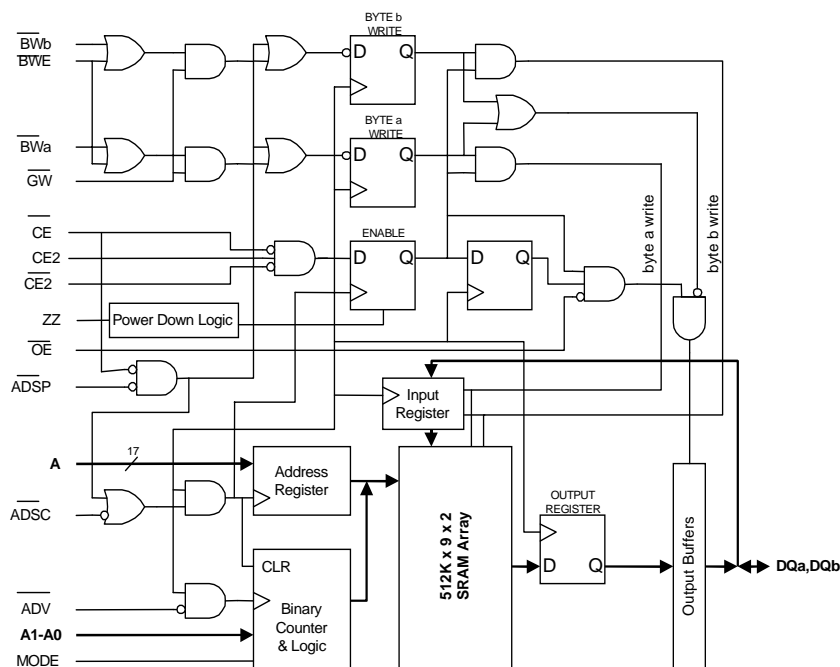 BWb
BWE
BYTE b
WRITE
D Q
BWa
GW
BYTE a
WRITE
D Q
CE
CE2
CE2
ENABLE
D Q
D Q
byte a write
byte b write
ZZ
Power Down Logic
OE
ADSP
Input
Register
A
17
Address
Register
ADSC
OUTPUT
REGISTER
D Q
512K x 9 x 2
SRAM Array
Output Buffers
DQa,DQb
CLR
Binary
Counter
& Logic
ADV
A1-A0
MODE